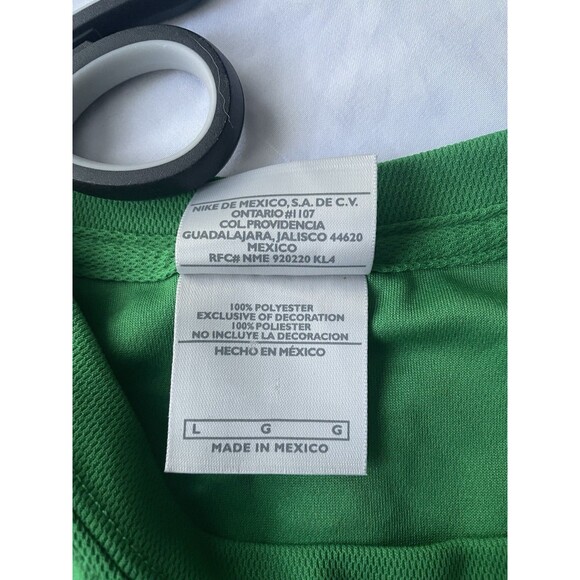 NIKE DE MEXICO, S.A. DE C.V.
ONTARIO #1107
COL. PROVIDENCIA
GUADALAJARA, JALISCO 44620
MEXICO
RFC# NME 920220 KL4
100% POLYESTER
EXCLUSIVE OF DECORATION
100% POLIESTER
NO INCLUYE LA DECORACION
HECHO EN MÉXICO
L G G
MADE IN MEXICO